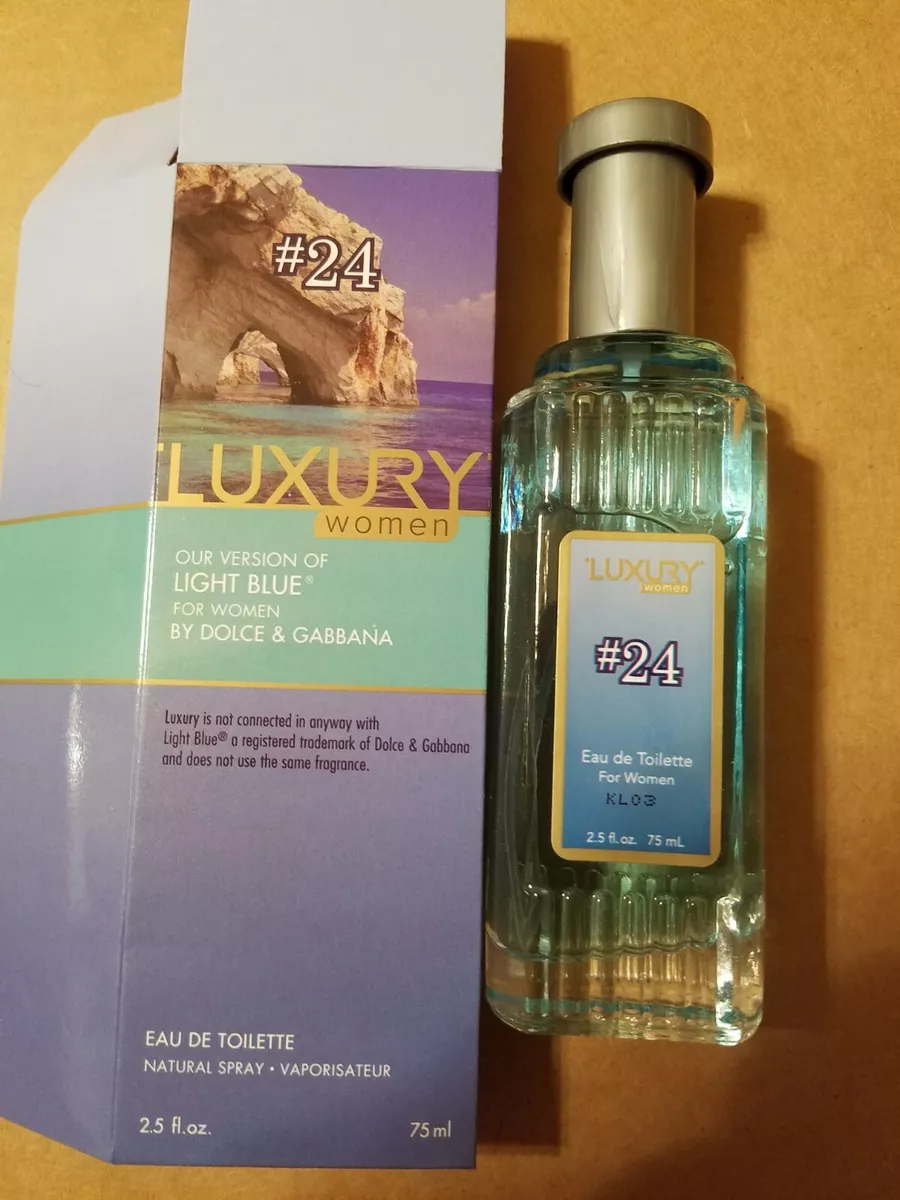 #24
"LUXURY"
women
OUR VERSION OF
LIGHT BLUE®
FOR WOMEN
BY DOLCE & GABBANA
Luxury is not connected in anyway with
Light Blue® a registered trademark of Dolce & Gabbana
and does not use the same fragrance.
EAU DE TOILETTE
NATURAL SPRAY • VAPORISATEUR
2.5 fl.oz. 75 ml
"LUXURY"
women
#24
Eau de Toilette
For Women
KL03
2.5 fl.oz. 75 mL